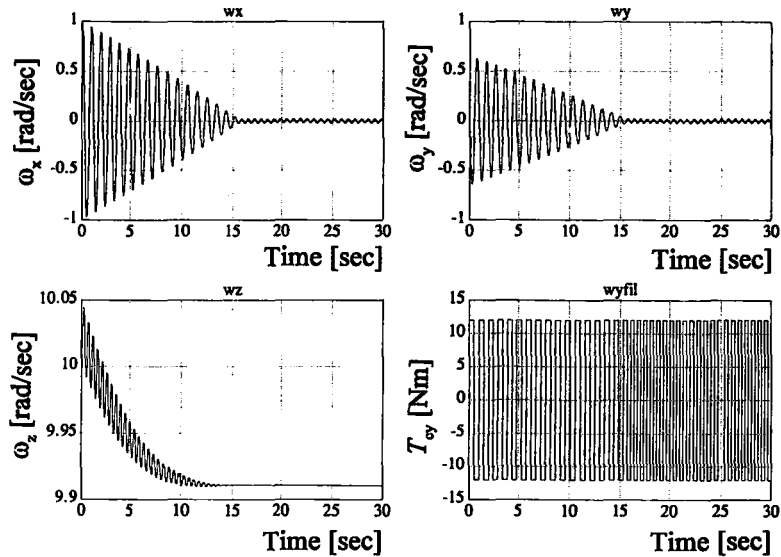 wx
1
0.5
0
-0.5
-1
ωx [rad/sec]
0 5 10 15 20 25 30
Time [sec]
wy
1
0.5
0
-0.5
-1
ωy [rad/sec]
0 5 10 15 20 25 30
Time [sec]
wz
10.05
10
9.95
9.9
ωz [rad/sec]
0 5 10 15 20 25 30
Time [sec]
wyfil
15
10
5
0
-5
-10
-15
Tcy [Nm]
0 5 10 15 20 25 30
Time [sec]